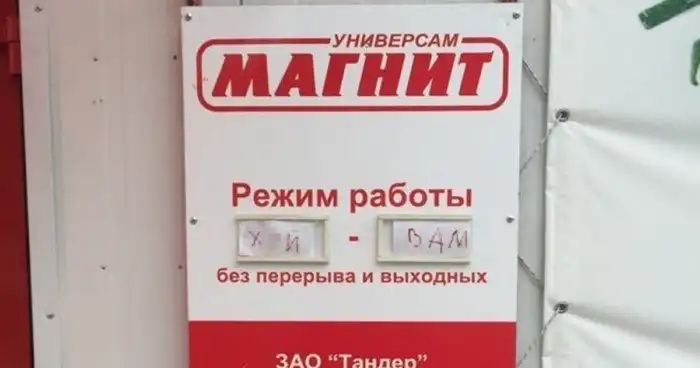 УНИВЕРСАМ
МАГНИТ
Режим работы
- ВАМ
без перерыва и выходных
ЗАО "Тандер"